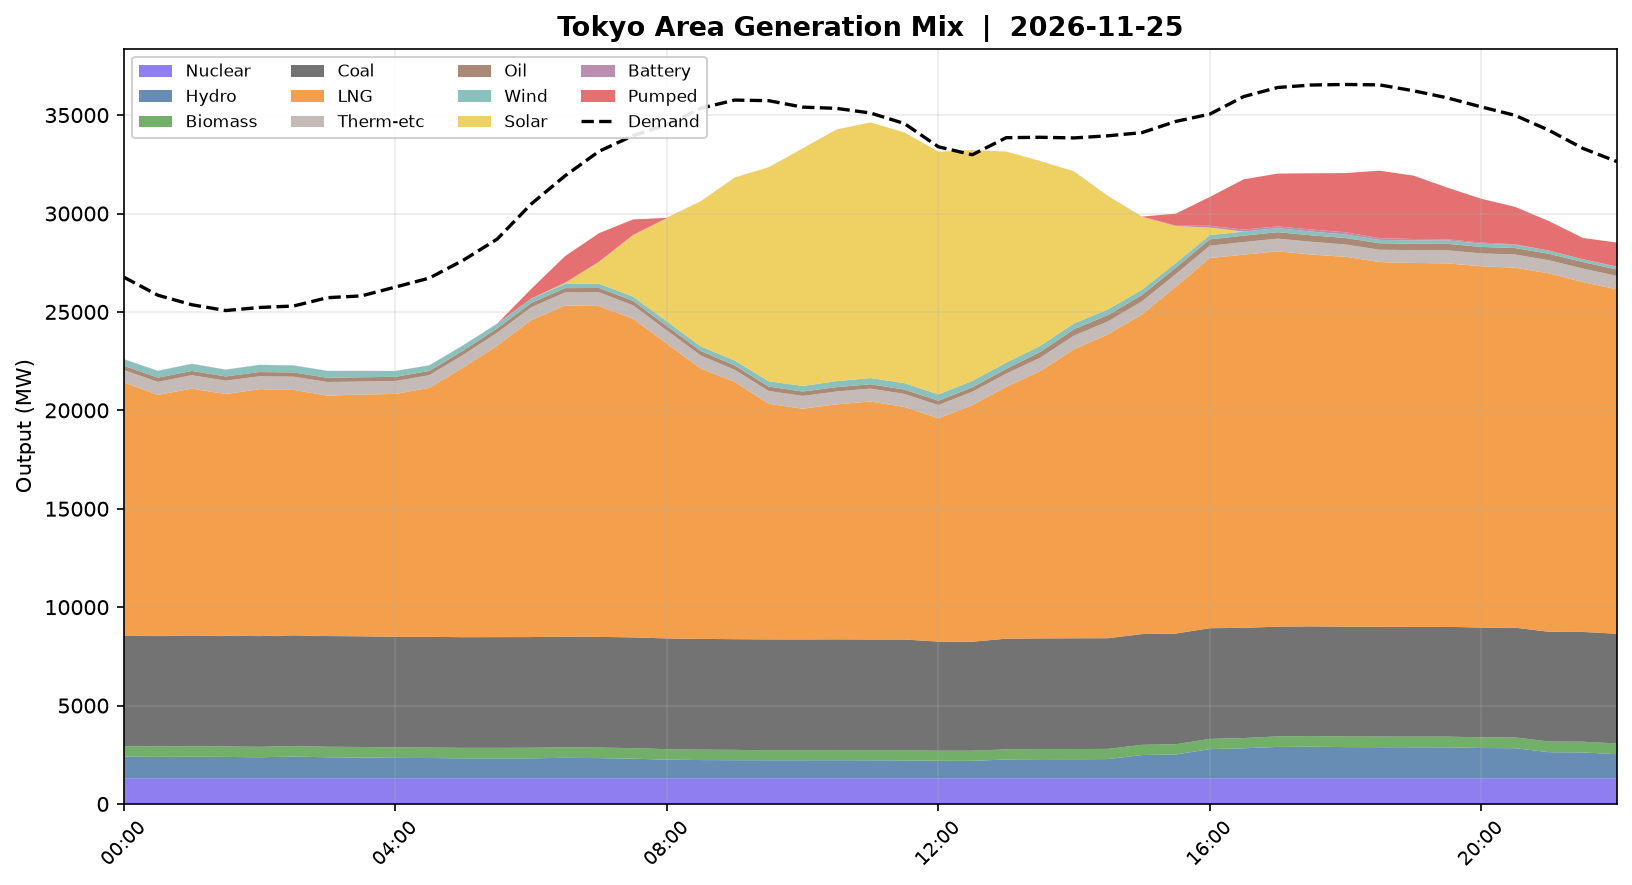 Tokyo Area Generation Mix | 2026-11-25
Nuclear Coal Oil Battery
Hydro LNG Wind Pumped
Biomass Therm-etc Solar Demand
Output (MW)
35000
30000
25000
20000
15000
10000
5000
0
00:00 04:00 08:00 12:00 16:00 20:00